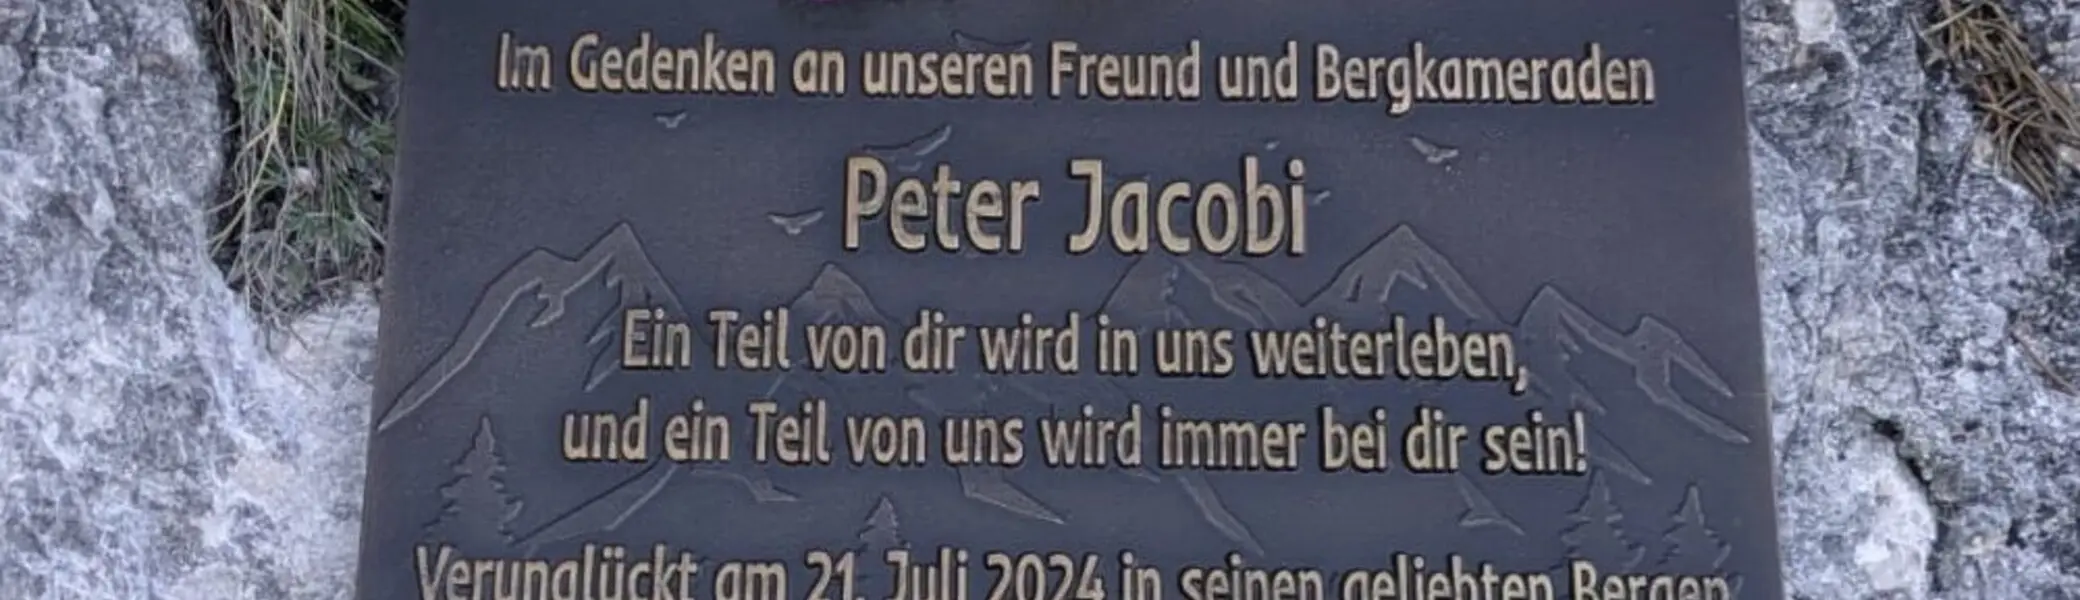 Im Gedenken an unseren Freund und Bergkameraden
Peter Jacobi
Ein Teil von dir wird in uns weiterleben,
und ein Teil von uns wird immer bei dir sein!
Verunglückt am 21. Juli 2024 in seinen geliebten Bergen